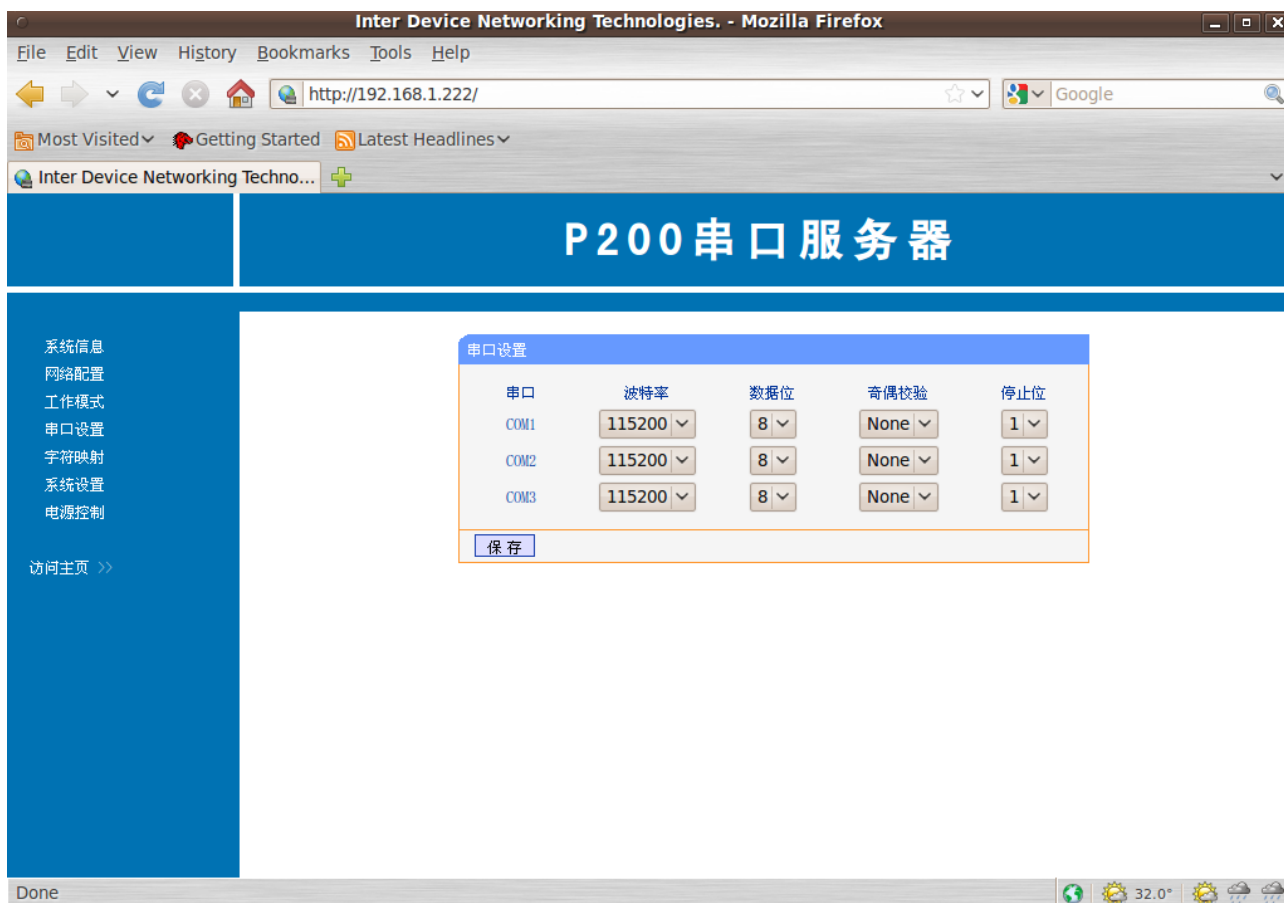 Inter Device Networking Technologies. - Mozilla Firefox
File Edit View History Bookmarks Tools Help
http://192.168.1.222/ Google
Most Visited Getting Started Latest Headlines
Inter Device Networking Techno...
P200串口服务器
系统信息
网络配置
工作模式
串口设置
字符映射
系统设置
电源控制
访问主页 >>
串口设置
串口 波特率 数据位 奇偶校验 停止位
COM1 115200 8 None 1
COM2 115200 8 None 1
COM3 115200 8 None 1
保存
Done 32.0°